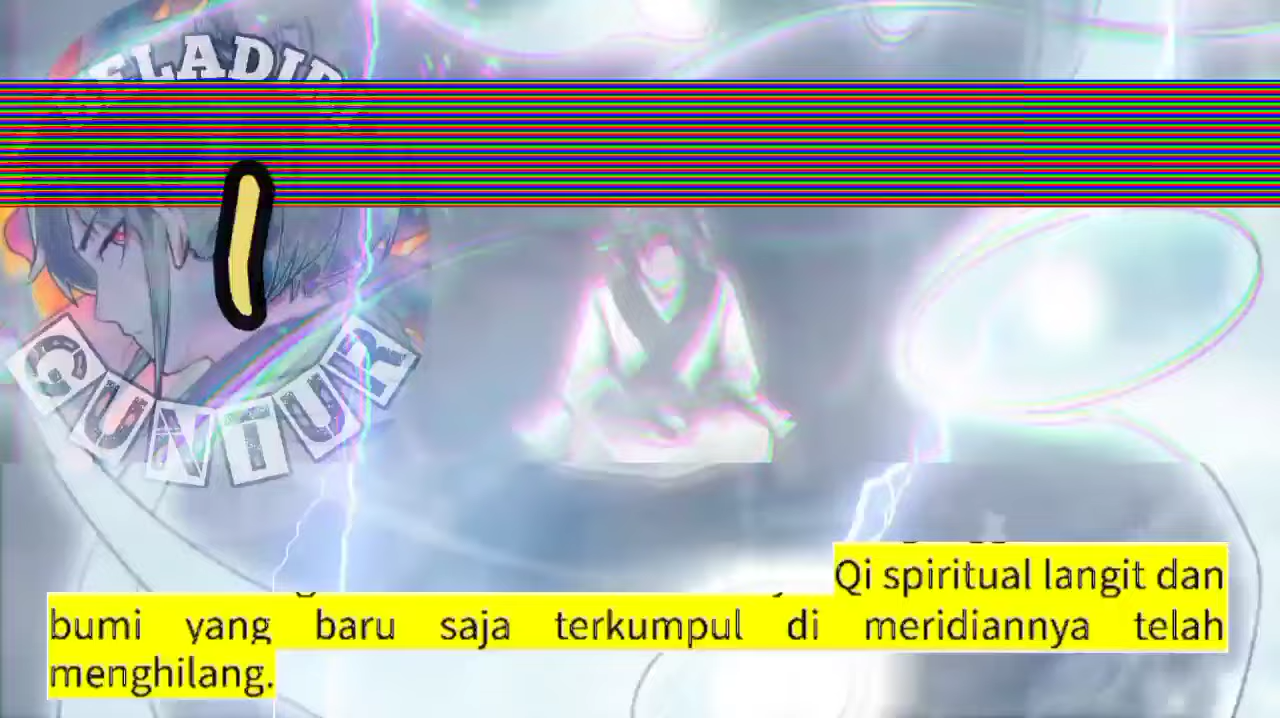 GUNTUR
Qi spiritual langit dan
bumi yang baru saja terkumpul di meridiannya telah
menghilang.